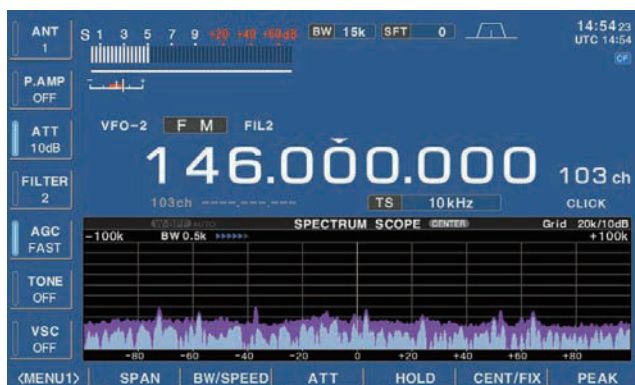 ANT
1
S 1 3 5 7 9 +20 +40 +60dB
BW 15k SFT 0
14:54 23
UTC 14:54
CF
P.AMP
OFF
ATT
10dB
VFO-2 F M FIL2
146.000.000
103 ch
FILTER
2
103ch ----.---.---
TS 10kHz
CLICK
AGC
FAST
AUTO
SPECTRUM SCOPE CENTER
Grid 20k/10dB
-100k BW 0.5k
+100k
TONE
OFF
VSC
OFF
-80 -60 -40 -20 0 +20 +40 +60 +80
<MENU1> SPAN BW/SPEED ATT HOLD CENT/FIX PEAK